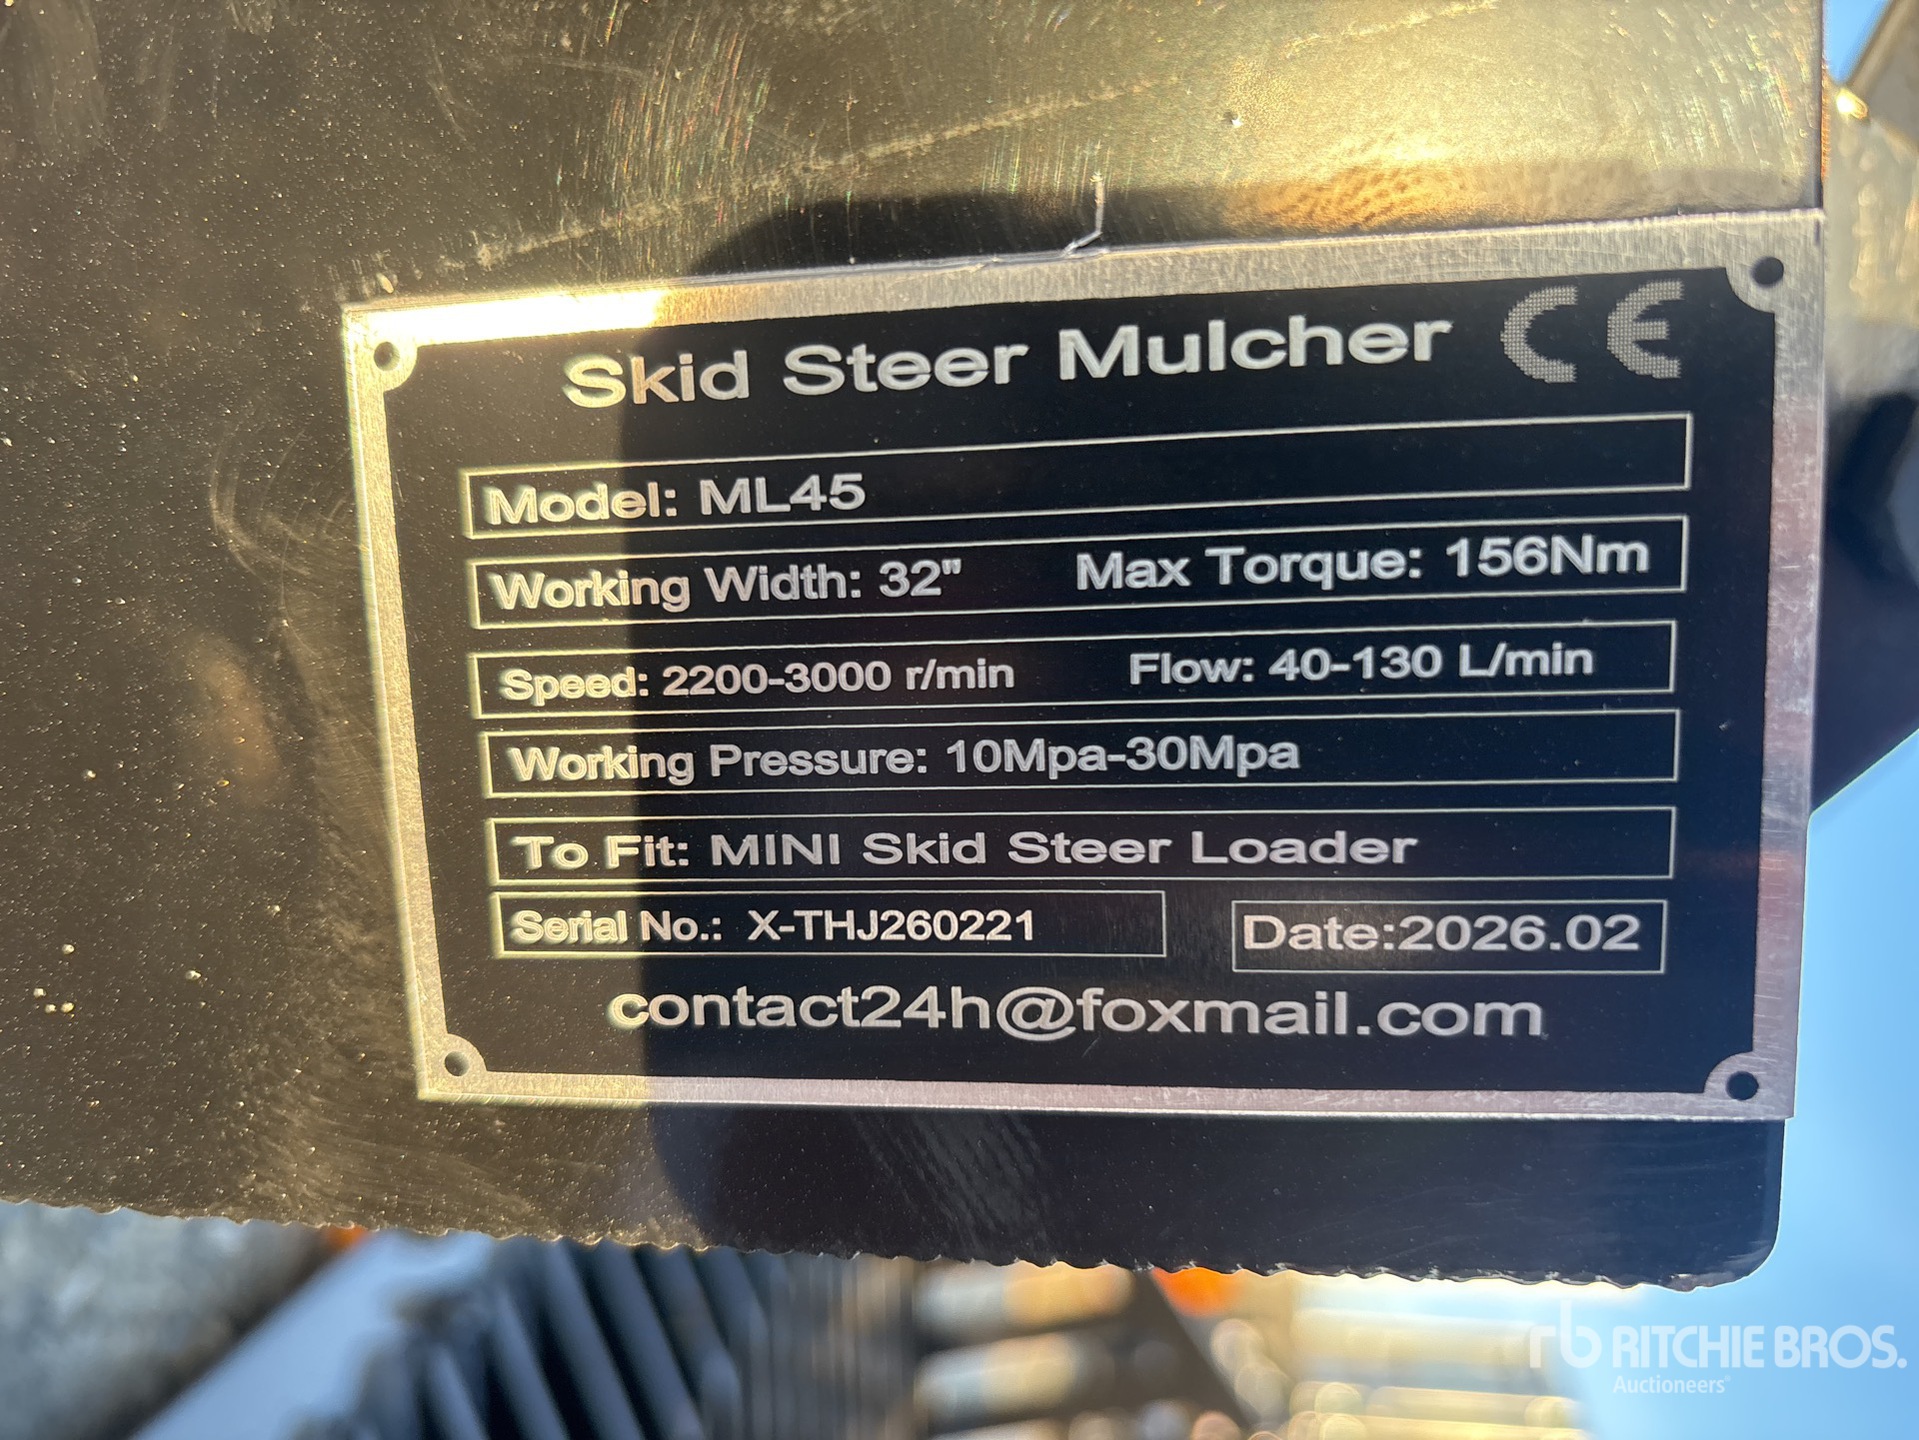 Skid Steer Mulcher CE
Model: ML45
Working Width: 32" Max Torque: 156Nm
Speed: 2200-3000 r/min Flow: 40-130 L/min
Working Pressure: 10Mpa-30Mpa
To Fit: MINI Skid Steer Loader
Serial No.: X-THJ260221 Date:2026.02
contact24h@foxmail.com
rb RITCHIE BROS.
Auctioneers